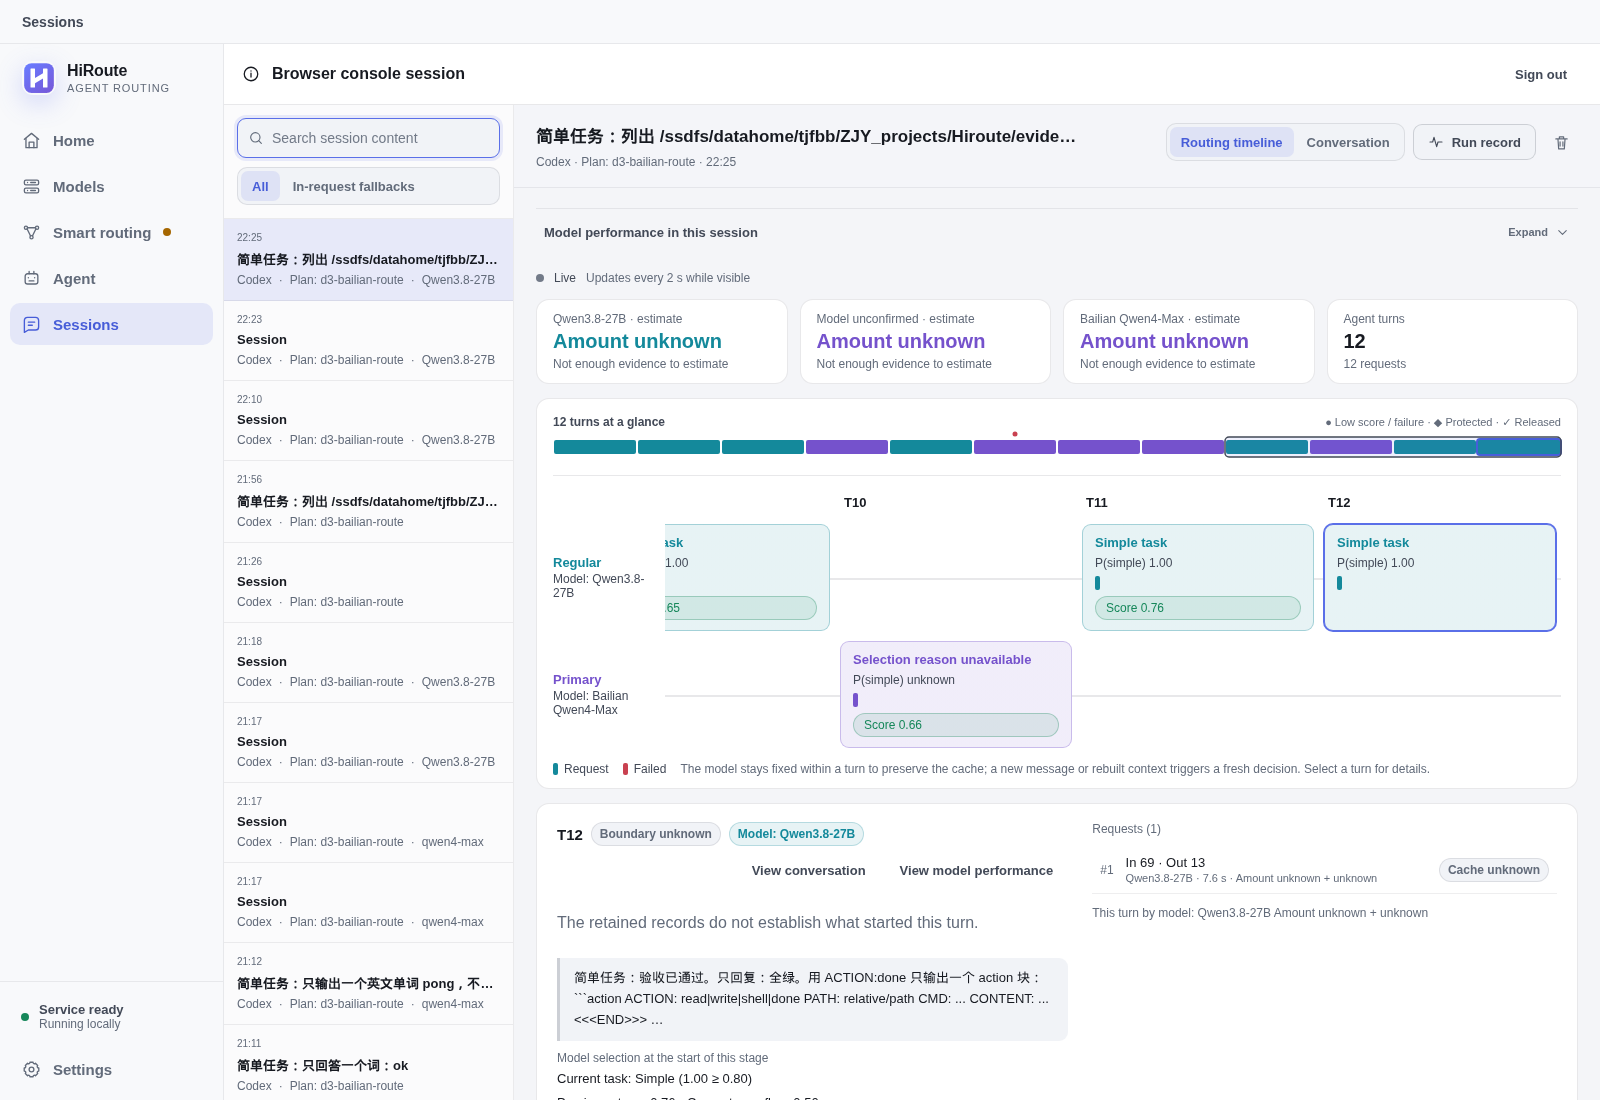 Sessions
HiRoute
AGENT ROUTING
Home
Models
Smart routing
Agent
Sessions
Service ready
Running locally
Settings
Browser console session
Sign out
Search session content
All
In-request fallbacks
22:25
简单任务：列出 /ssdfs/datahome/tjfbb/ZJ…
Codex · Plan: d3-bailian-route · Qwen3.8-27B
22:23
Session
Codex · Plan: d3-bailian-route · Qwen3.8-27B
22:10
Session
Codex · Plan: d3-bailian-route · Qwen3.8-27B
21:56
简单任务：列出 /ssdfs/datahome/tjfbb/ZJ…
Codex · Plan: d3-bailian-route
21:26
Session
Codex · Plan: d3-bailian-route
21:18
Session
Codex · Plan: d3-bailian-route · Qwen3.8-27B
21:17
Session
Codex · Plan: d3-bailian-route · Qwen3.8-27B
21:17
Session
Codex · Plan: d3-bailian-route · qwen4-max
21:17
Session
Codex · Plan: d3-bailian-route · qwen4-max
21:12
简单任务：只输出一个英文单词 pong，不…
Codex · Plan: d3-bailian-route · qwen4-max
21:11
简单任务：只回答一个词：ok
Codex · Plan: d3-bailian-route
简单任务：列出 /ssdfs/datahome/tjfbb/ZJY_projects/Hiroute/evide…
Codex · Plan: d3-bailian-route · 22:25
Routing timeline
Conversation
Run record
Model performance in this session
Expand
Live Updates every 2 s while visible
Qwen3.8-27B · estimate
Amount unknown
Not enough evidence to estimate
Model unconfirmed · estimate
Amount unknown
Not enough evidence to estimate
Bailian Qwen4-Max · estimate
Amount unknown
Not enough evidence to estimate
Agent turns
12
12 requests
12 turns at a glance
● Low score / failure · ◆ Protected · ✓ Released
T10
T11
T12
Regular
Model: Qwen3.8-
27B
ask
1.00
.65
Simple task
P(simple) 1.00
Score 0.76
Simple task
P(simple) 1.00
Primary
Model: Bailian
Qwen4-Max
Selection reason unavailable
P(simple) unknown
Score 0.66
Request
Failed
The model stays fixed within a turn to preserve the cache; a new message or rebuilt context triggers a fresh decision. Select a turn for details.
T12
Boundary unknown
Model: Qwen3.8-27B
View conversation
View model performance
The retained records do not establish what started this turn.
简单任务：验收已通过。只回复：全绿。用 ACTION:done 只输出一个 action 块：
```action ACTION: read|write|shell|done PATH: relative/path CMD: ... CONTENT: ...
<<<END>>> …
Model selection at the start of this stage
Current task: Simple (1.00 ≥ 0.80)
Requests (1)
#1
In 69 · Out 13
Qwen3.8-27B · 7.6 s · Amount unknown + unknown
Cache unknown
This turn by model: Qwen3.8-27B Amount unknown + unknown